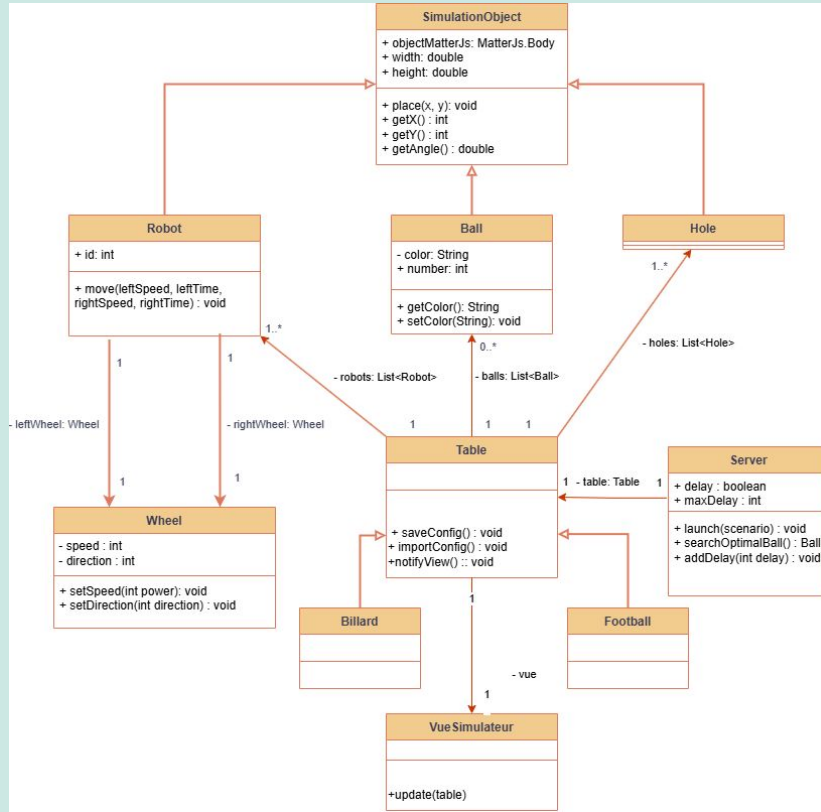 SimulationObject
+ objectMatterJs: MatterJs.Body
+ width: double
+ height: double
+ place(x, y): void
+ getX() : int
+ getY() : int
+ getAngle() : double
Robot
+ id: int
+ move(leftSpeed, leftTime,
rightSpeed, rightTime) : void
Ball
- color: String
+ number: int
+ getColor(): String
+ setColor(String): void
Hole
1..*
1..*
0..*
1
1
- holes: List<Hole>
- robots: List<Robot>
- balls: List<Ball>
- leftWheel: Wheel
- rightWheel: Wheel
1
1
1
1
1
Table
+ saveConfig() : void
+ importConfig() : void
+notifyView() :: void
1
- table: Table
1
Server
+ delay : boolean
+ maxDelay : int
+ launch(scenario) : void
+ searchOptimalBall() : Ball
+ addDelay(int delay) : void
Wheel
- speed : int
- direction : int
+ setSpeed(int power): void
+ setDirection(int direction) : void
Billard
Football
1
- vue
1
VueSimulateur
+update(table)